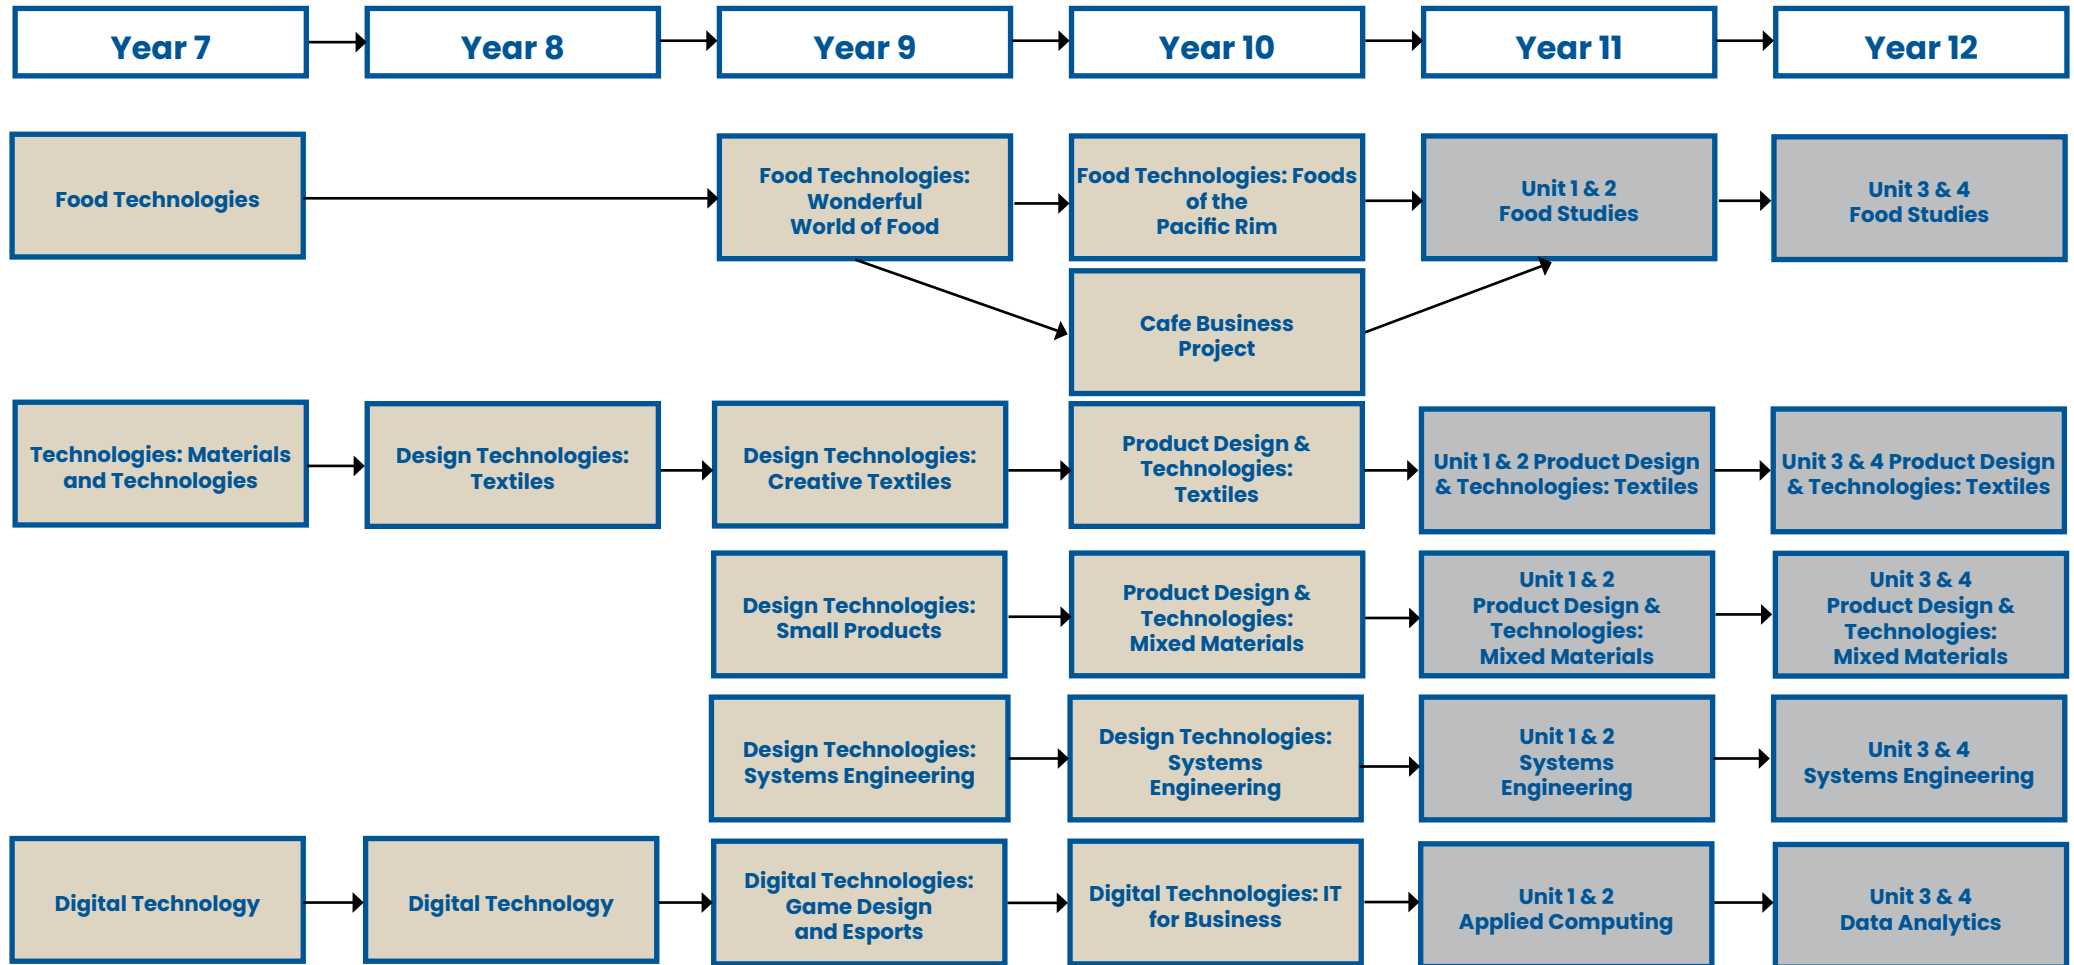 Year 7
Year 8
Year 9
Year 10
Year 11
Year 12
Food Technologies
Food Technologies:
Wonderful
World of Food
Food Technologies: Foods
of the
Pacific Rim
Unit 1 & 2
Food Studies
Unit 3 & 4
Food Studies
Cafe Business
Project
Technologies: Materials
and Technologies
Design Technologies:
Textiles
Design Technologies:
Creative Textiles
Product Design &
Technologies:
Textiles
Unit 1 & 2 Product Design
& Technologies: Textiles
Unit 3 & 4 Product Design
& Technologies: Textiles
Design Technologies:
Small Products
Product Design &
Technologies:
Mixed Materials
Unit 1 & 2
Product Design &
Technologies:
Mixed Materials
Unit 3 & 4
Product Design &
Technologies:
Mixed Materials
Design Technologies:
Systems Engineering
Design Technologies:
Systems
Engineering
Unit 1 & 2
Systems
Engineering
Unit 3 & 4
Systems Engineering
Digital Technology
Digital Technology
Digital Technologies:
Game Design
and Esports
Digital Technologies: IT
for Business
Unit 1 & 2
Applied Computing
Unit 3 & 4
Data Analytics